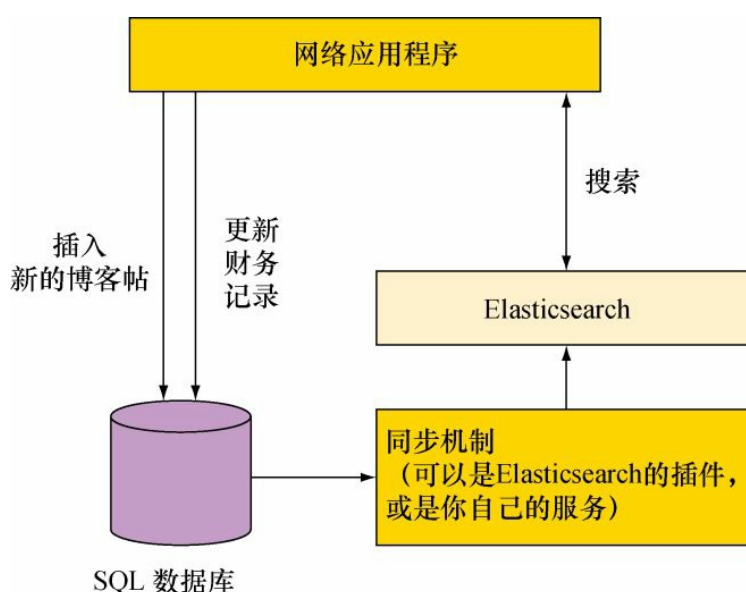 网络应用程序
搜索
插入
新的博客帖
更新
财务
记录
Elasticsearch
同步机制
（可以是Elasticsearch的插件，
或是你自己的服务）
SQL 数据库